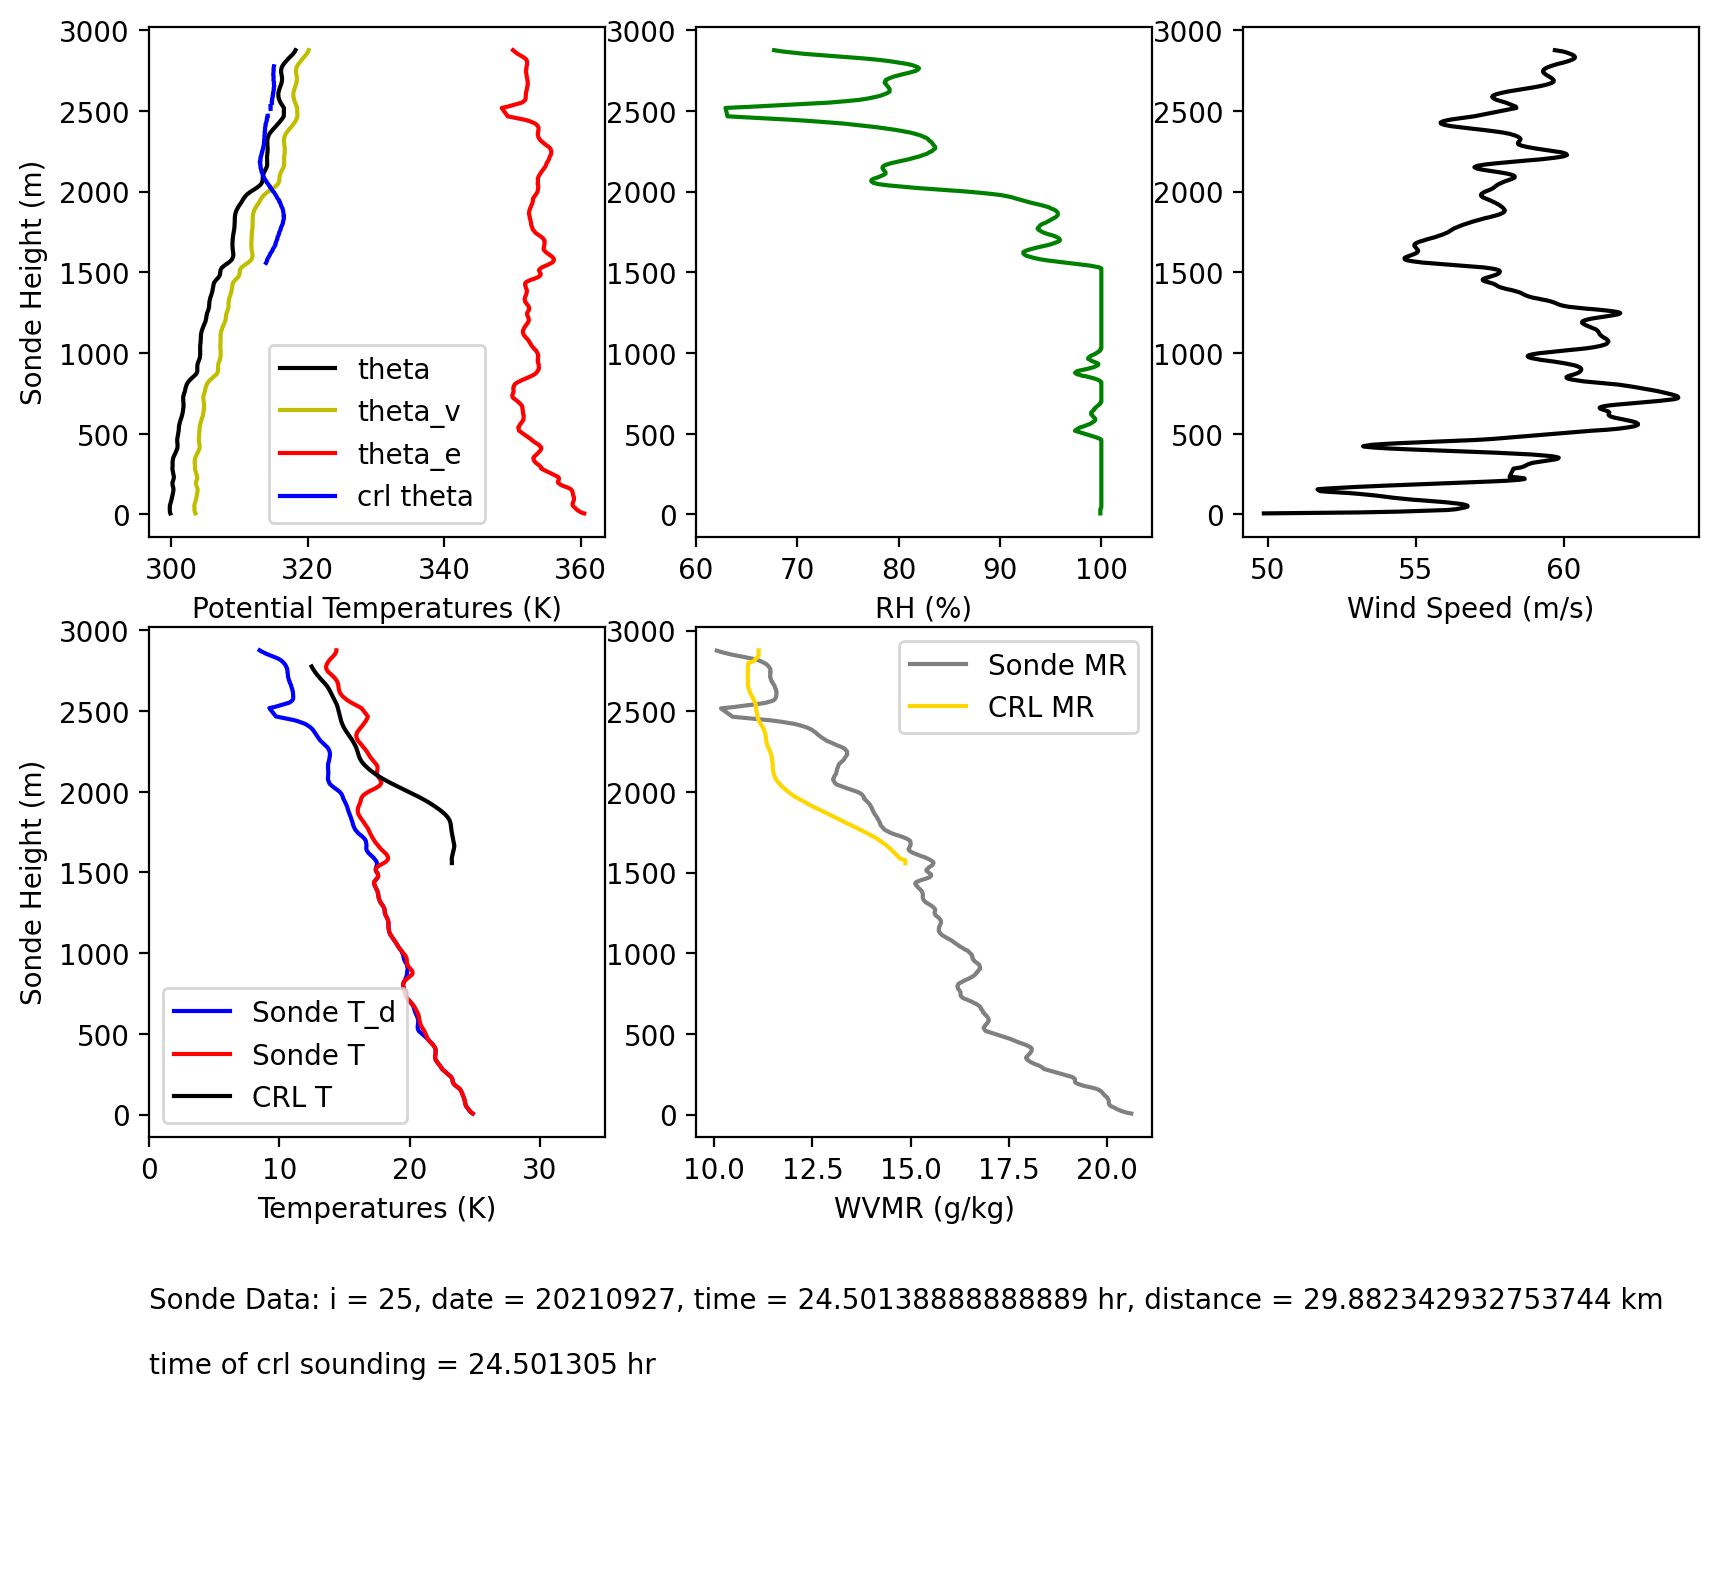 3000
2500
2000
1500
1000
500
0
Sonde Height (m)
theta
theta_v
theta_e
crl theta
300 320 340 360
Potential Temperatures (K)
3000
2500
2000
1500
1000
500
0
60 70 80 90 100
RH (%)
3000
2500
2000
1500
1000
500
0
50 55 60
Wind Speed (m/s)
3000
2500
2000
1500
1000
500
0
Sonde Height (m)
Sonde T_d
Sonde T
CRL T
0 10 20 30
Temperatures (K)
3000
2500
2000
1500
1000
500
0
Sonde MR
CRL MR
10.0 12.5 15.0 17.5 20.0
WVMR (g/kg)
Sonde Data: i = 25, date = 20210927, time = 24.50138888888889 hr, distance = 29.882342932753744 km
time of crl sounding = 24.501305 hr